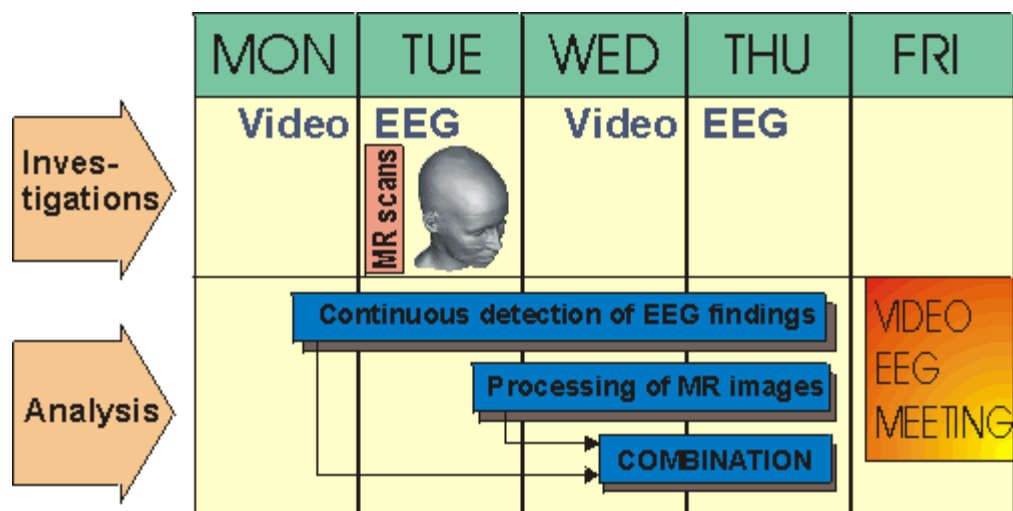 MON TUE WED THU FRI
Video EEG Video EEG
Inves-
tigations
MR scans
Continuous detection of EEG findings
Processing of MR images
COMBINATION
Analysis
VIDEO
EEG
MEETING